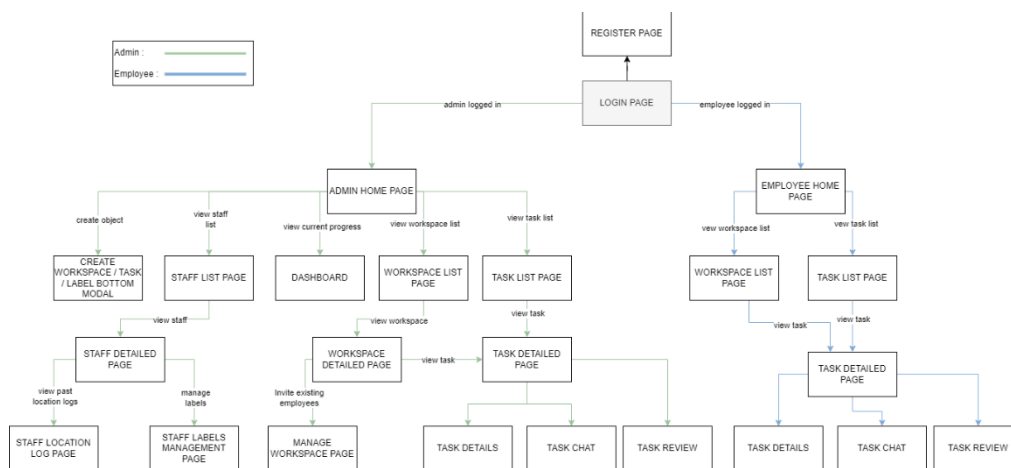 REGISTER PAGE
Admin :
Employee :
LOGIN PAGE
admin logged in
employee logged in
ADMIN HOME PAGE
EMPLOYEE HOME
PAGE
create object
view staff
list
view current progress
view workspace list
view task list
vew workspace list
view task list
CREATE
WORKSPACE / TASK
/ LABEL BOTTOM
MODAL
STAFF LIST PAGE
DASHBOARD
WORKSPACE LIST
PAGE
TASK LIST PAGE
WORKSPACE LIST
PAGE
TASK LIST PAGE
view staff
view workspace
view task
view task
view task
STAFF DETAILED
PAGE
WORKSPACE
DETAILED PAGE
view task
TASK DETAILED
PAGE
TASK DETAILED
PAGE
view past
location logs
manage
labels
Invite existing
employees
STAFF LOCATION
LOG PAGE
STAFF LABELS
MANAGEMENT
PAGE
MANAGE
WORKSPACE PAGE
TASK DETAILS
TASK CHAT
TASK REVIEW
TASK DETAILS
TASK CHAT
TASK REVIEW